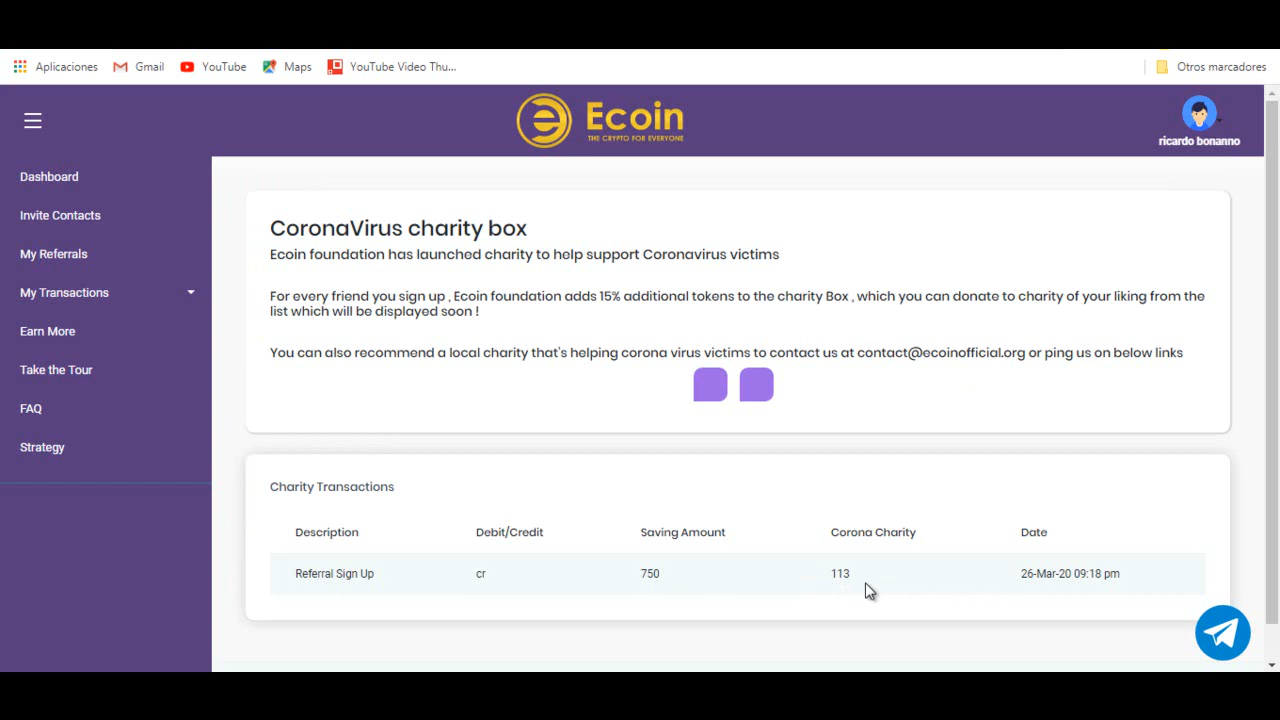 Aplicaciones Gmail YouTube Maps YouTube Video Thu... Otros marcadores
Ecoin
THE CRYPTO FOR EVERYONE
ricardo bonanno
Dashboard
Invite Contacts
My Referrals
My Transactions
Earn More
Take the Tour
FAQ
Strategy
CoronaVirus charity box
Ecoin foundation has launched charity to help support Coronavirus victims
For every friend you sign up , Ecoin foundation adds 15% additional tokens to the charity Box , which you can donate to charity of your liking from the
list which will be displayed soon !
You can also recommend a local charity that's helping corona virus victims to contact us at contact@ecoinofficial.org or ping us on below links
Charity Transactions
Description Debit/Credit Saving Amount Corona Charity Date
Referral Sign Up cr 750 113 26-Mar-20 09:18 pm